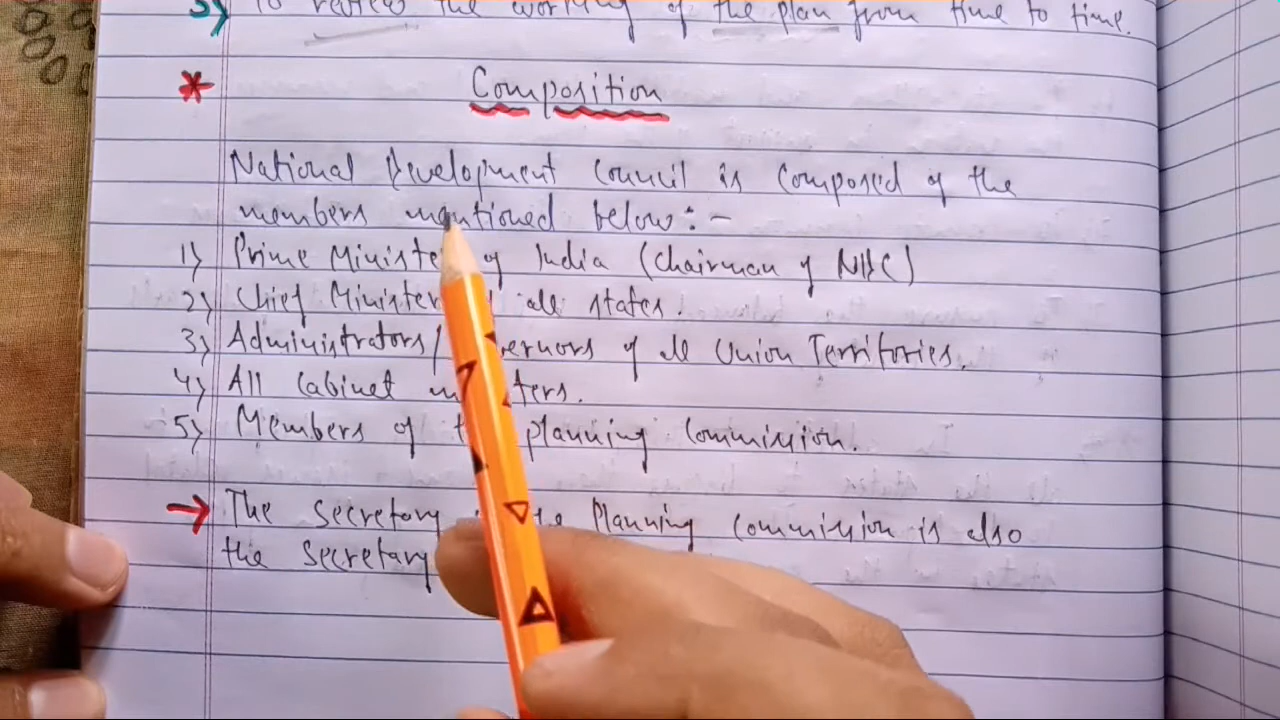 5) To review the working of the plan from time to time.
* Composition
National Development Council is composed of the
members mentioned below:-
1) Prime Minister of India (Chairman of NDC)
2) Chief Minister all states.
3) Administrators/ of all Union Territories.
4) All Cabinet
5) Members of planning Commission.
→ The Secretary Planning Commission is also
the Secretary